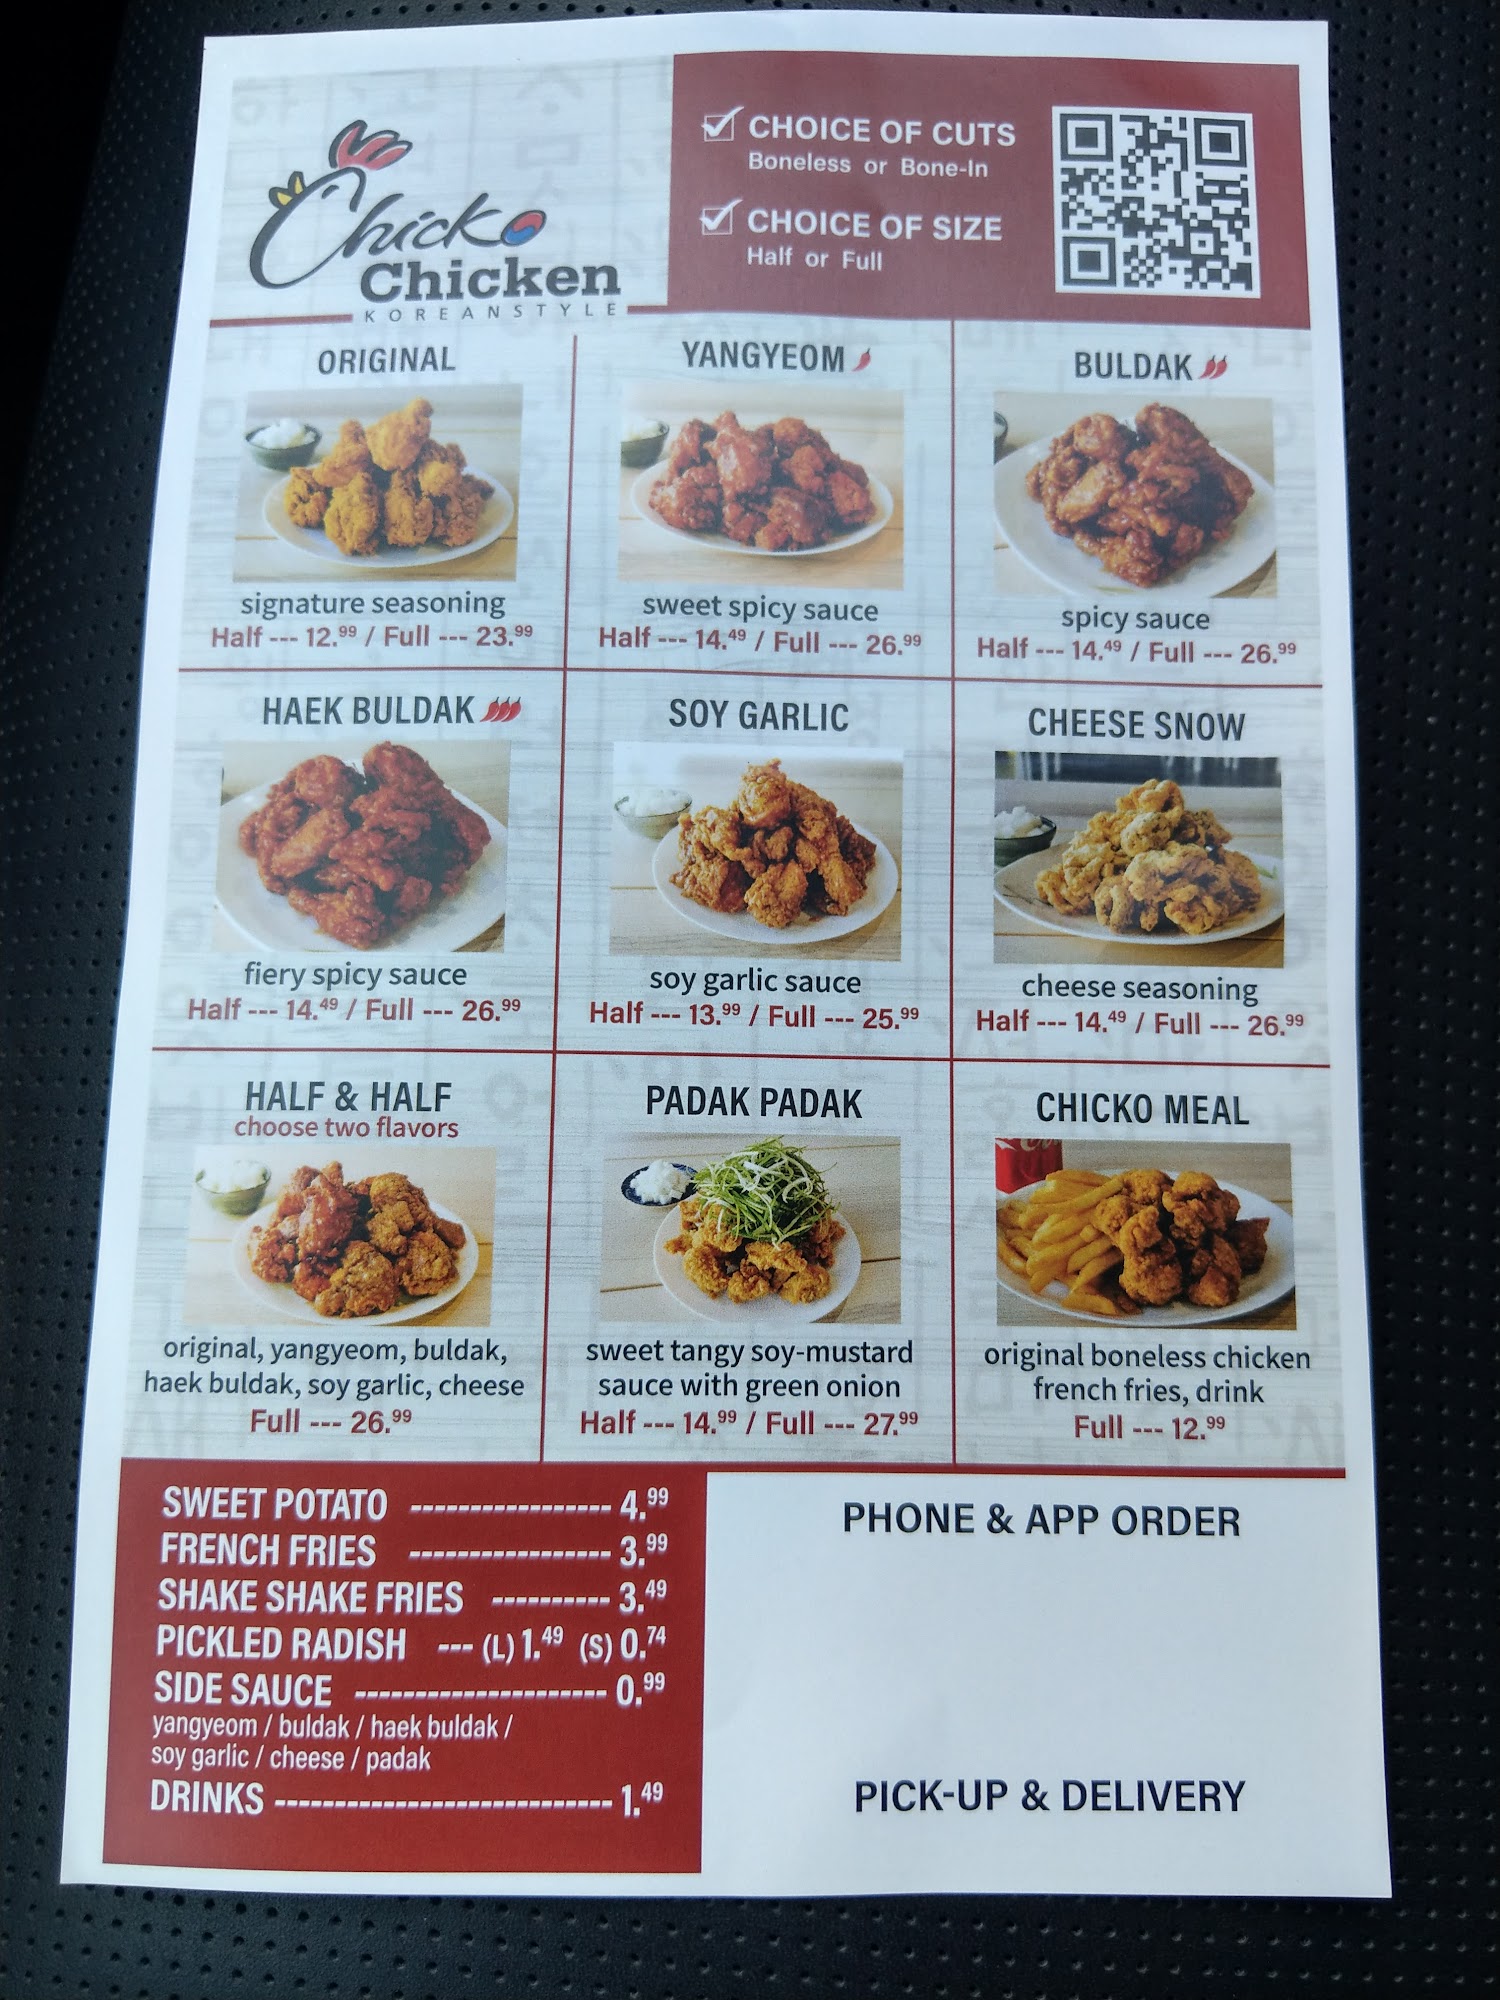 Chicko
Chicken
KOREANSTYLE
CHOICE OF CUTS
Boneless or Bone-In
CHOICE OF SIZE
Half or Full
ORIGINAL
signature seasoning
Half --- 12.99 / Full --- 23.99
YANGYEOM
sweet spicy sauce
Half --- 14.49 / Full --- 26.99
BULDAK
spicy sauce
Half --- 14.49 / Full --- 26.99
HAEK BULDAK
fiery spicy sauce
Half --- 14.49 / Full --- 26.99
SOY GARLIC
soy garlic sauce
Half --- 13.99 / Full --- 25.99
CHEESE SNOW
cheese seasoning
Half --- 14.49 / Full --- 26.99
HALF & HALF
choose two flavors
original, yangyeom, buldak,
haek buldak, soy garlic, cheese
Full --- 26.99
PADAK PADAK
sweet tangy soy-mustard
sauce with green onion
Half --- 14.99 / Full --- 27.99
CHICKO MEAL
original boneless chicken
french fries, drink
Full --- 12.99
SWEET POTATO ----------------- 4.99
FRENCH FRIES ----------------- 3.99
SHAKE SHAKE FRIES ---------- 3.49
PICKLED RADISH --- (L) 1.49 (S) 0.74
SIDE SAUCE --------------------- 0.99
yangyeom / buldak / haek buldak /
soy garlic / cheese / padak
DRINKS ---------------------------- 1.49
PHONE & APP ORDER
PICK-UP & DELIVERY